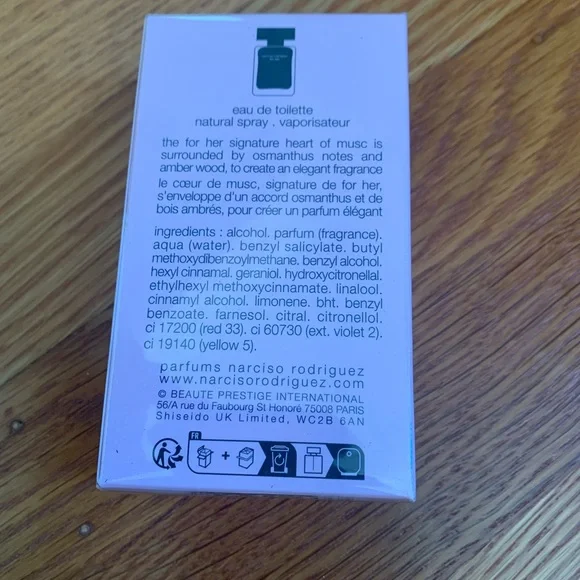 eau de toilette
natural spray . vaporisateur
the for her signature heart of musc is
surrounded by osmanthus notes and
amber wood, to create an elegant fragrance
le cœur de musc, signature de for her,
s'enveloppe d'un accord osmanthus et de
bois ambrés, pour créer un parfum élégant
ingredients : alcohol. parfum (fragrance).
aqua (water). benzyl salicylate. butyl
methoxydibenzoylmethane. benzyl alcohol.
hexyl cinnamal. geraniol. hydroxycitronellal.
ethylhexyl methoxycinnamate. linalool.
cinnamyl alcohol. limonene. bht. benzyl
benzoate. farnesol. citral. citronellol.
ci 17200 (red 33). ci 60730 (ext. violet 2).
ci 19140 (yellow 5).
parfums narciso rodriguez
www.narcisorodriguez.com
© BEAUTE PRESTIGE INTERNATIONAL
56/A rue du Faubourg St Honoré 75008 PARIS
Shiseido UK Limited, WC2B 6AN
FR
+